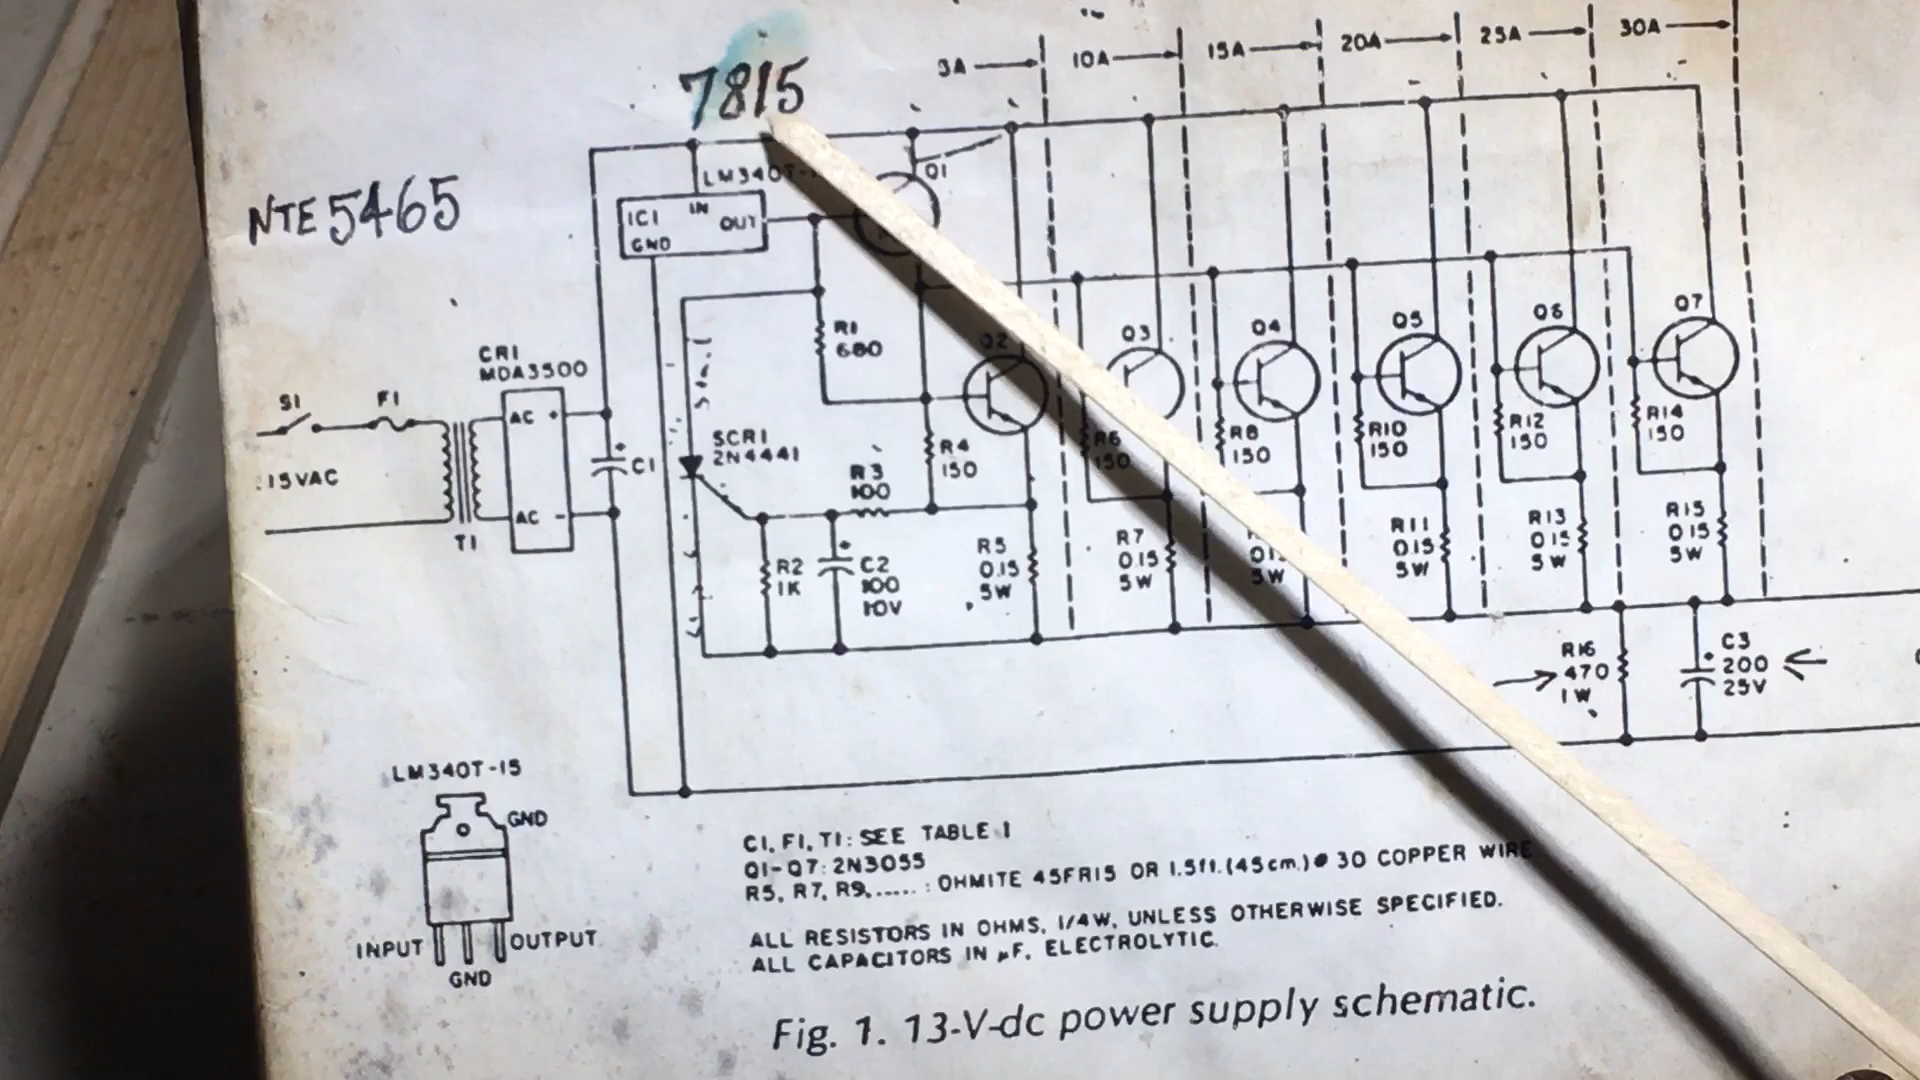 7815
5A
10A
15A
20A
25A
30A
NTE 5465
LM340T-
Q1
IC1
IN
OUT
GND
R1
680
Q2
Q3
Q4
Q5
Q6
Q7
CR1
MDA3500
S1
F1
AC +
C1
15VAC
AC -
T1
SCR1
2N4441
R3
100
R4
150
R6
150
R8
150
R10
150
R12
150
R14
150
R2
1K
C2
100
10V
R5
0.15
5W
R7
0.15
5W
5W
R11
0.15
5W
R13
0.15
5W
R15
0.15
5W
R16
470
1W
C3
200
25V
LM340T-15
GND
INPUT
OUTPUT
GND
C1, F1, T1: SEE TABLE 1
Q1-Q7: 2N3055
R5, R7, R9,.....: OHMITE 45FR15 OR 1.5ft.(45cm.)# 30 COPPER WIRE
ALL RESISTORS IN OHMS, 1/4W, UNLESS OTHERWISE SPECIFIED.
ALL CAPACITORS IN µF, ELECTROLYTIC.
Fig. 1. 13-V-dc power supply schematic.